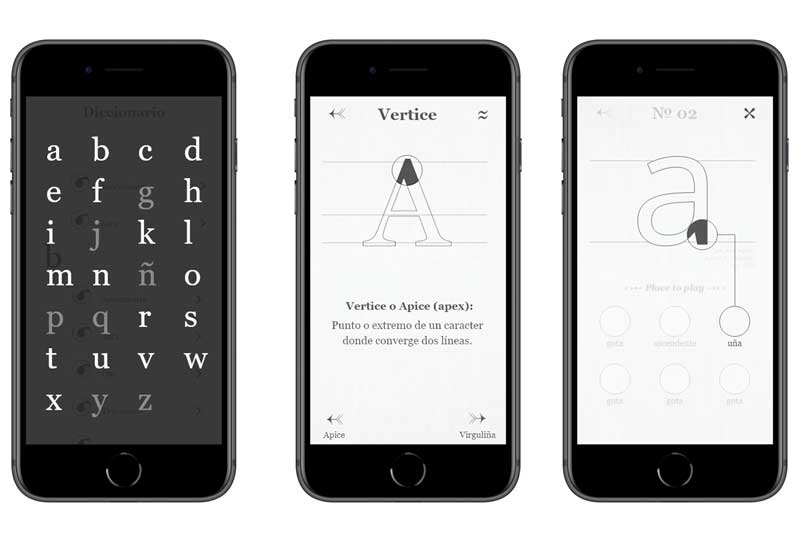 Diccionario
a b c d
e f g h
i j k l
m n ñ o
p q r s
t u v w
x y z
b
Vertice
A
Vertice o Apice (apex):
Punto o extremo de un caracter
donde converge dos líneas.
Apice
Virguliña
Nº 02
a
Place to play
gota ascendente uña
gota gota gota